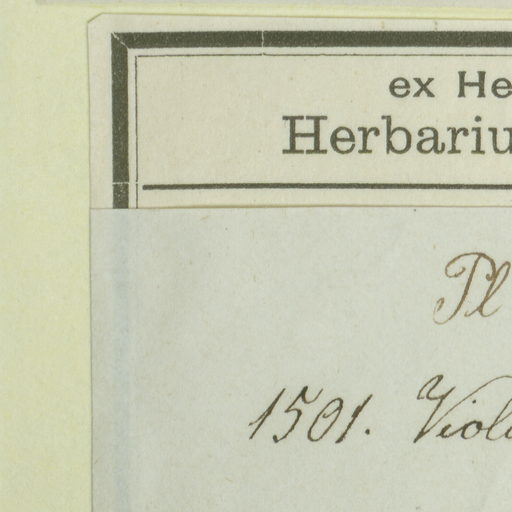 ex He
Herbariu
Pl
1501. Viol